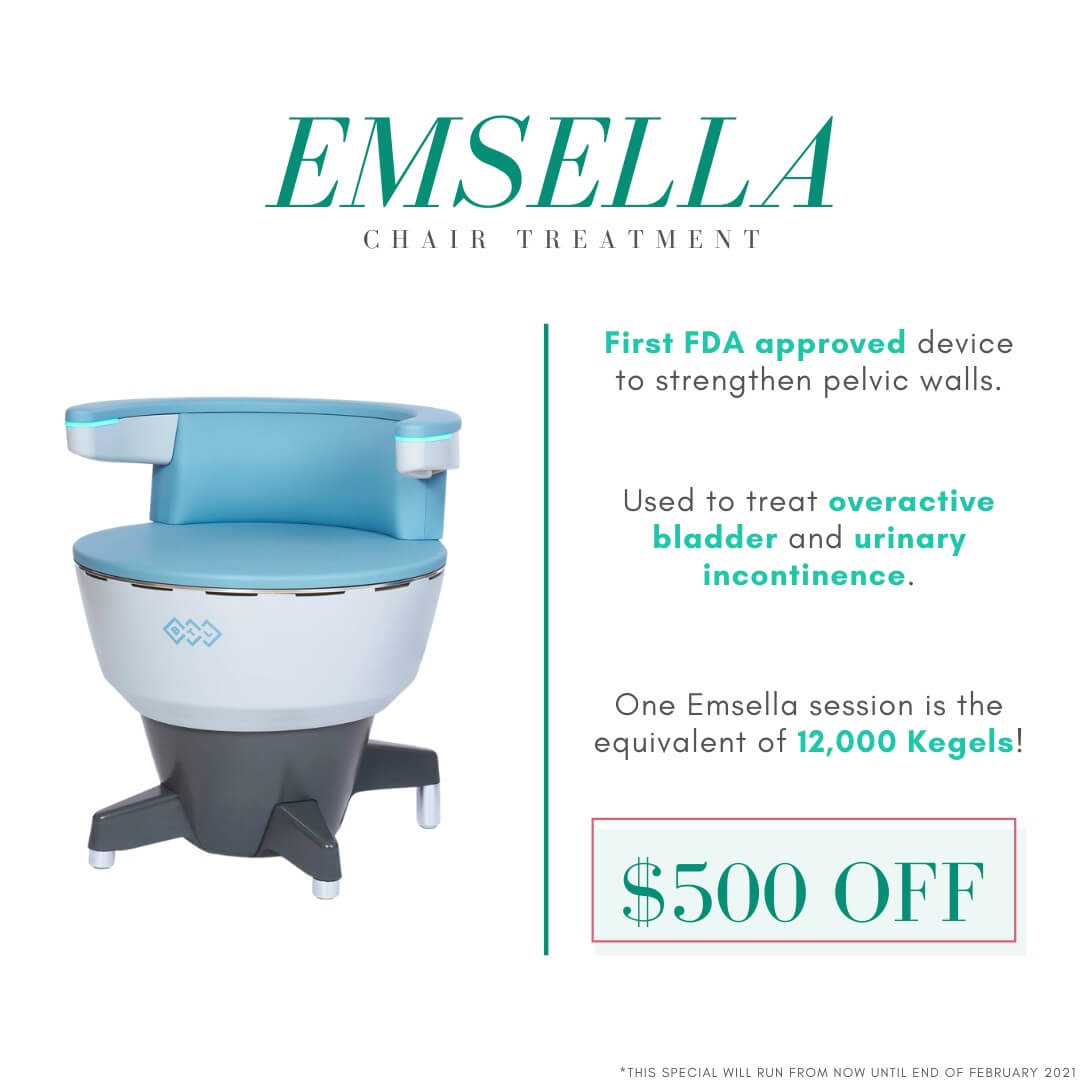 EMSELLA
CHAIR TREATMENT
First FDA approved device
to strengthen pelvic walls.
Used to treat overactive
bladder and urinary
incontinence.
BTL
One Emsella session is the
equivalent of 12,000 Kegels!
$500 OFF
*THIS SPECIAL WILL RUN FROM NOW UNTIL END OF FEBRUARY 2021